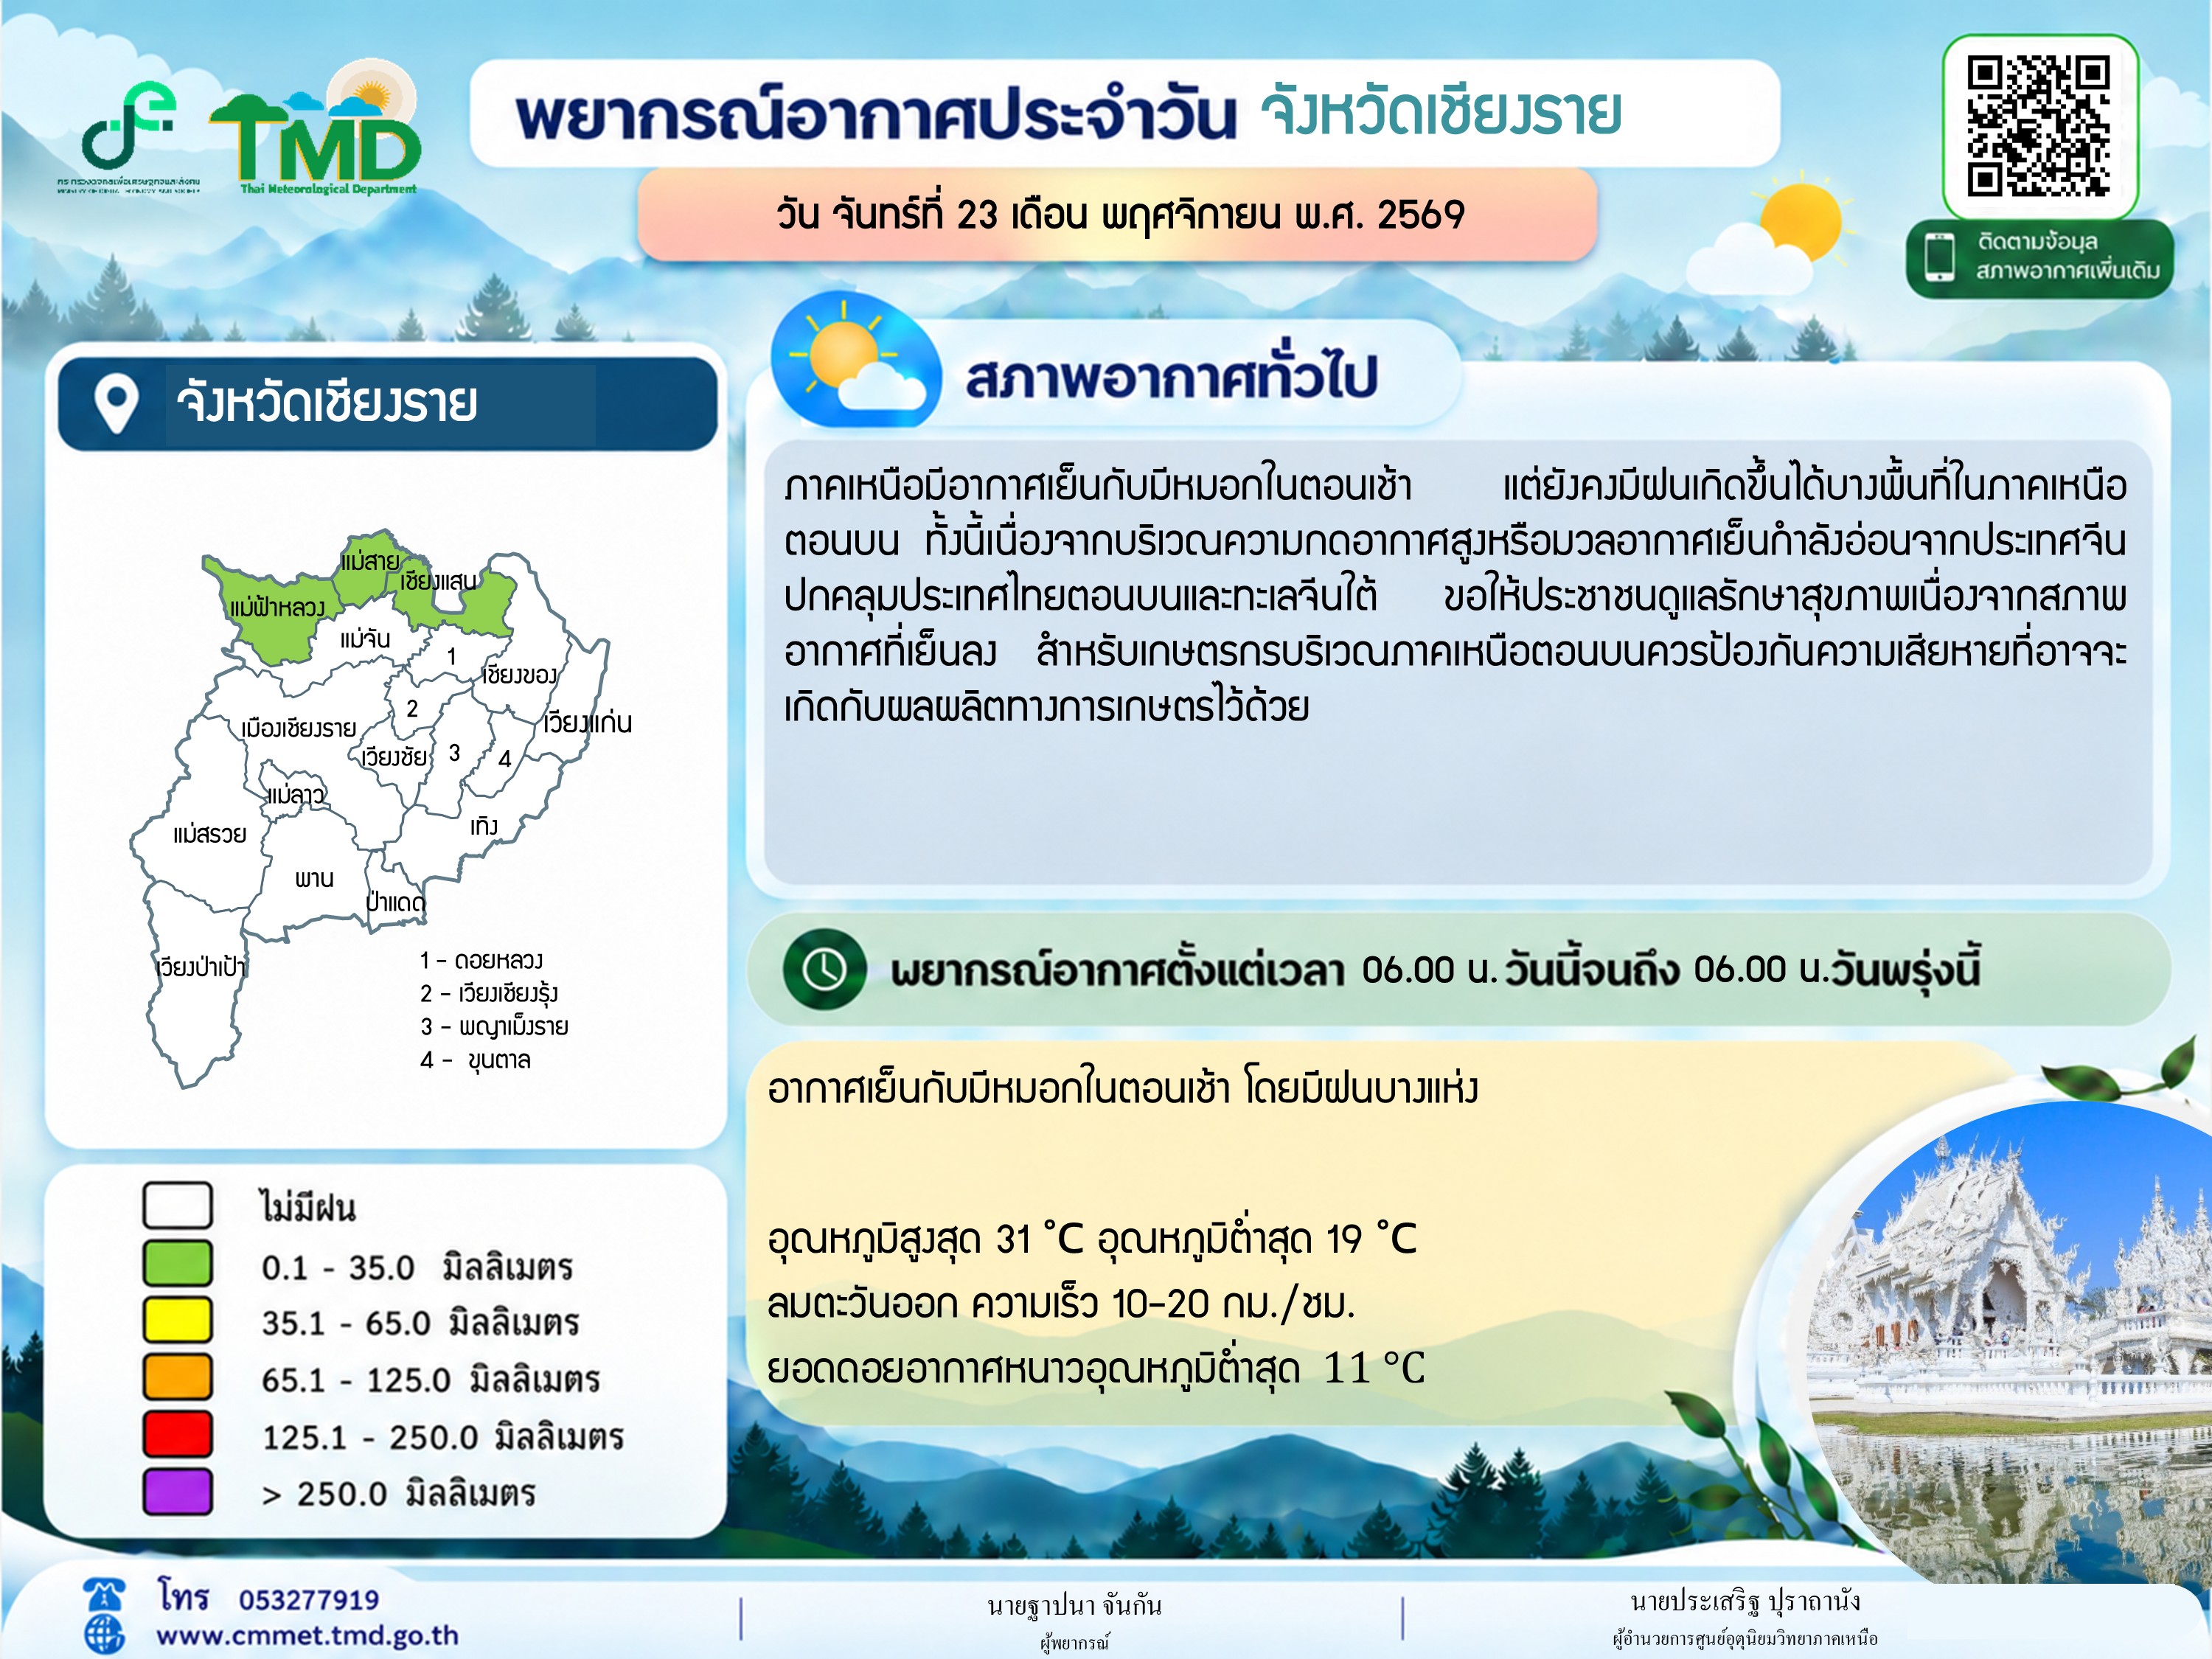 TMD
Thai Meteorological Department
พยากรณ์อากาศประจำวัน จังหวัดเชียงราย
วัน จันทร์ที่ 23 เดือน พฤศจิกายน พ.ศ. 2569
ติดตามข้อมุล
สภาพอากาศเพิ่มเติม
จังหวัดเชียงราย
แม่สาย
เชียงแสน
แม่ฟ้าหลวง
แม่จัน
1
เชียงของ
2
เวียงแก่น
เมืองเชียงราย
เวียงชัย
3
4
แม่ลาว
แม่สรวย
เทิง
พาน
ป่าแดด
เวียงป่าเป้า
1 - ดอยหลวง
2 - เวียงเชียงรุ้ง
3 - พญาเม็งราย
4 - ขุนตาล
ไม่มีฝน
0.1 - 35.0 มิลลิเมตร
35.1 - 65.0 มิลลิเมตร
65.1 - 125.0 มิลลิเมตร
125.1 - 250.0 มิลลิเมตร
> 250.0 มิลลิเมตร
สภาพอากาศทั่วไป
ภาคเหนือมีอากาศเย็นกับมีหมอกในตอนเช้า แต่ยังคงมีฝนเกิดขึ้นได้บางพื้นที่ในภาคเหนือ
ตอนบน ทั้งนี้เนื่องจากบริเวณความกดอากาศสูงหรือมวลอากาศเย็นกำลังอ่อนจากประเทศจีน
ปกคลุมประเทศไทยตอนบนและทะเลจีนใต้ ขอให้ประชาชนดูแลรักษาสุขภาพเนื่องจากสภาพ
อากาศที่เย็นลง สำหรับเกษตรกรบริเวณภาคเหนือตอนบนควรป้องกันความเสียหายที่อาจจะ
เกิดกับผลผลิตทางการเกษตรไว้ด้วย
พยากรณ์อากาศตั้งแต่เวลา 06.00 น. วันนี้จนถึง 06.00 น.วันพรุ่งนี้
อากาศเย็นกับมีหมอกในตอนเช้า โดยมีฝนบางแห่ง
อุณหภูมิสูงสุด 31 °C อุณหภูมิต่ำสุด 19 °C
ลมตะวันออก ความเร็ว 10-20 กม./ชม.
ยอดดอยอากาศหนาวอุณหภูมิต่ำสุด 11 °C
โทร 053277919
www.cmmet.tmd.go.th
นายฐาปนา จันกัน
ผู้พยากรณ์
นายประเสริฐ ปุราถานัง
ผู้อำนวยการศูนย์อุตุนิยมวิทยาภาคเหนือ